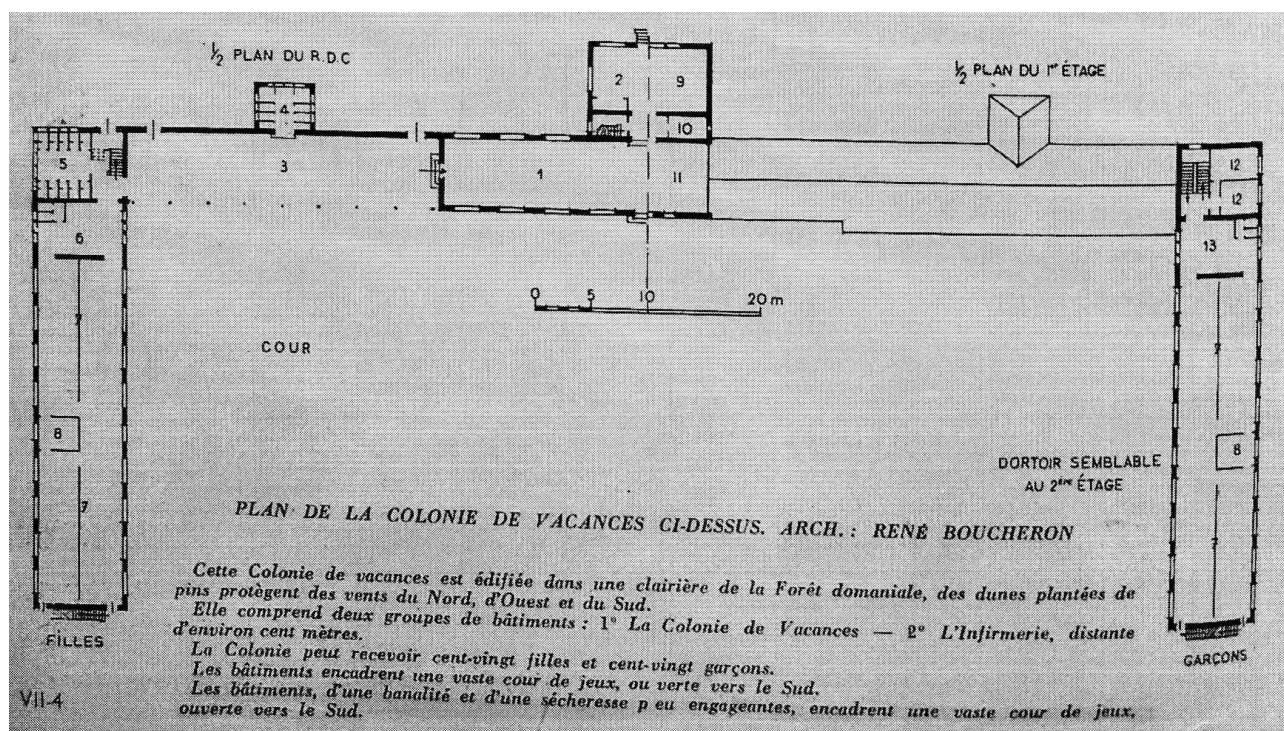 ½ PLAN DU R.D.C
½ PLAN DU 1er ÉTAGE
2
9
4
10
5
3
1
11
12
12
6
13
7
7
0 5 10 20 m
COUR
8
8
DORTOIR SEMBLABLE
AU 2ème ÉTAGE
7
7
PLAN DE LA COLONIE DE VACANCES CI-DESSUS. ARCH. : RENÉ BOUCHERON
Cette Colonie de vacances est édifiée dans une clairière de la Forêt domaniale, des dunes plantées de
pins protègent des vents du Nord, d'Ouest et du Sud.
Elle comprend deux groupes de bâtiments : 1° La Colonie de Vacances — 2° L'Infirmerie, distante
d'environ cent mètres.
La Colonie peut recevoir cent-vingt filles et cent-vingt garçons.
Les bâtiments encadrent une vaste cour de jeux, ou verte vers le Sud.
Les bâtiments, d'une banalité et d'une sécheresse p eu engageantes, encadrent une vaste cour de jeux,
ouverte vers le Sud.
FILLES
GARÇONS
VII-4